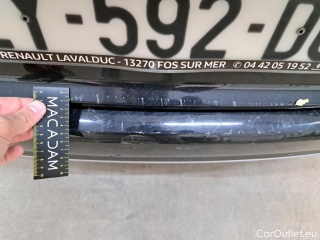 -592-D
RENAULT LAVALDUC - 13270 FOS SUR MER 04 42 05 19 52
MACADAM
CarOutlet.eu